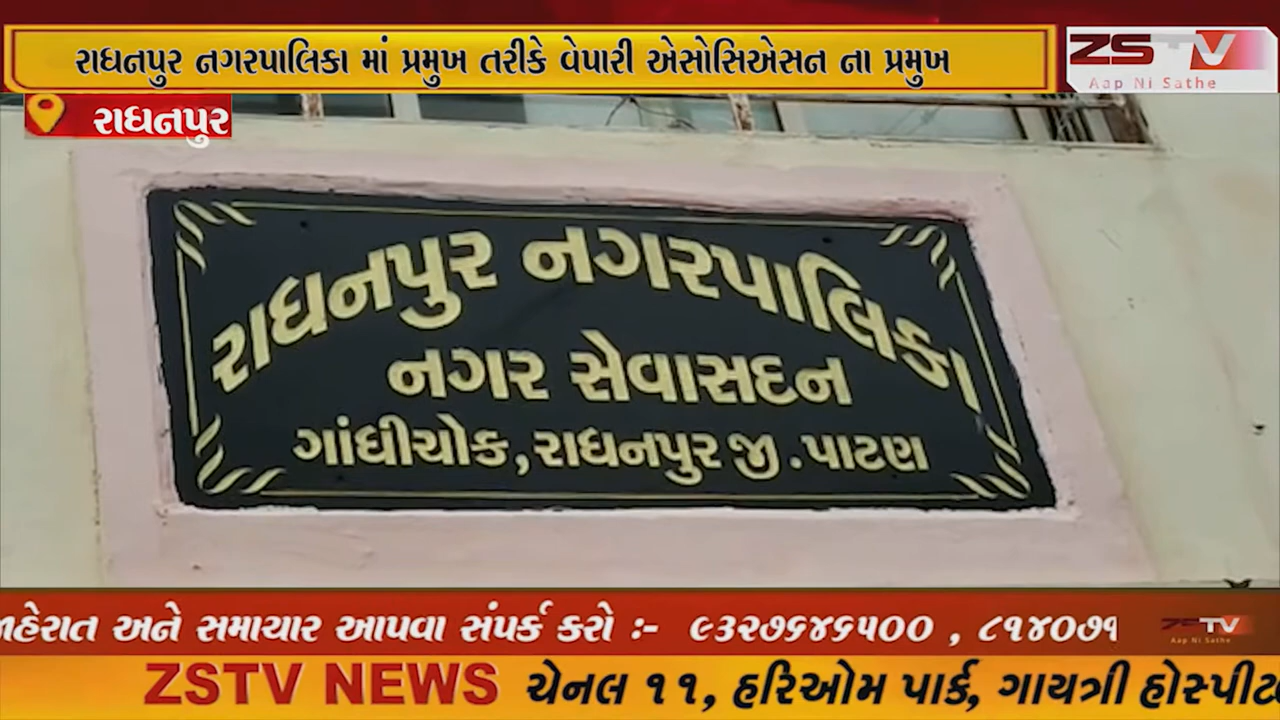 રાધનપુર નગરપાલિકા માં પ્રમુખ તરીકે વેપારી એસોસિએસન ના પ્રમુખ
ZSTV
Aap Ni Sathe
રાધનપુર
રાધનપુર નગરપાલિકા
નગર સેવાસદન
ગાંધીચોક, રાધનપુર જી. પાટણ
જાહેરાત અને સમાચાર આપવા સંપર્ક કરો :- ૯૩૨૭૬૪૬૫૦૦ , ૮૧૪૦૭૧
ZSTV
Aap Ni Sathe
ZSTV NEWS ચેનલ ૧૧, હરિઓમ પાર્ક, ગાયત્રી હોસ્પીટ